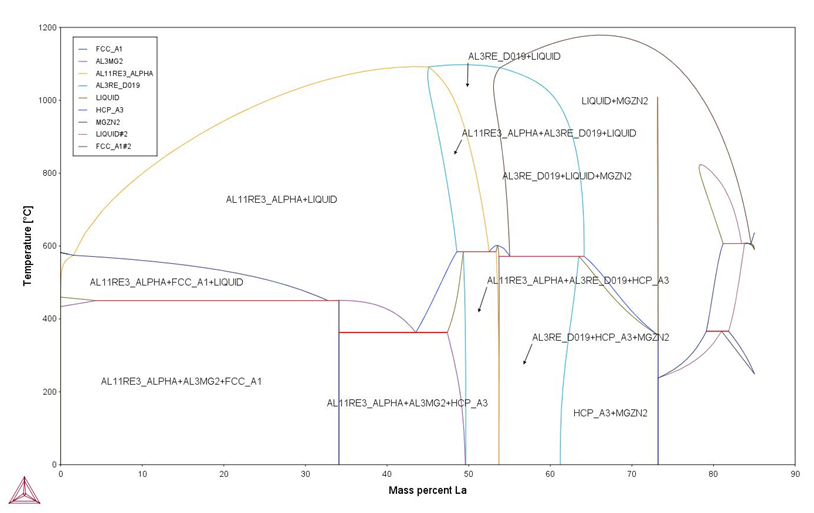 1200
1000
800
600
400
200
0
Temperature [°C]
FCC_A1
AL3MG2
AL11RE3_ALPHA
AL3RE_D019
LIQUID
HCP_A3
MGZN2
LIQUID#2
FCC_A1#2
AL3RE_D019+LIQUID
LIQUID+MGZN2
AL11RE3_ALPHA+AL3RE_D019+LIQUID
AL3RE_D019+LIQUID+MGZN2
AL11RE3_ALPHA+LIQUID
AL11RE3_ALPHA+FCC_A1+LIQUID
AL11RE3_ALPHA+AL3RE_D019+HCP_A3
AL3RE_D019+HCP_A3+MGZN2
AL11RE3_ALPHA+AL3MG2+FCC_A1
AL11RE3_ALPHA+AL3MG2+HCP_A3
HCP_A3+MGZN2
0 10 20 30 40 50 60 70 80 90
Mass percent La